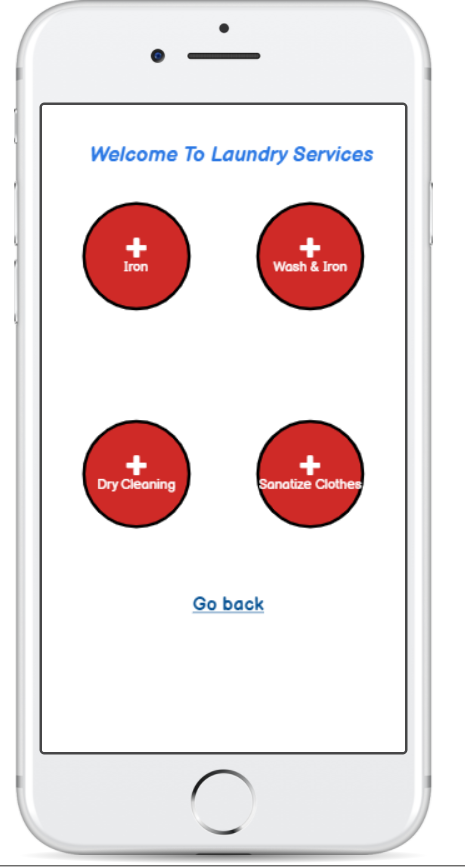 Welcome To Laundry Services
Iron
Wash & Iron
Dry Cleaning
Sanatize Clothes
Go back